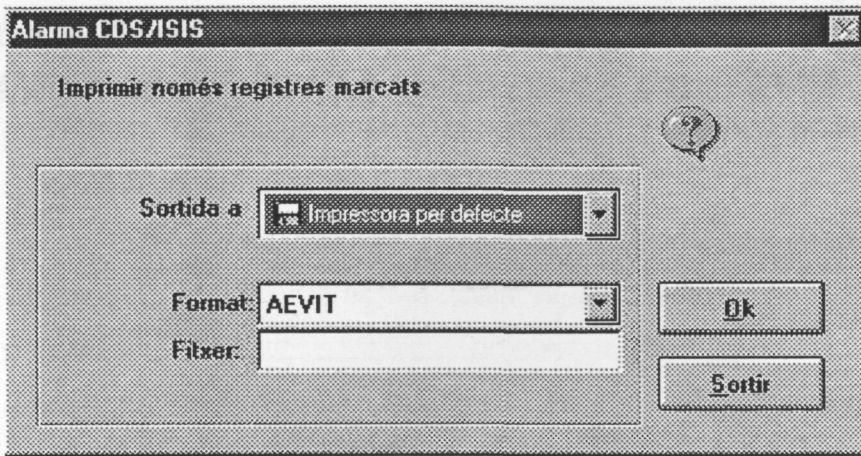 Alarma CDS/ISIS
Imprimir només registres marcats
Sortida a
Impressora per defecte
Format: AEVIT
Fitxer:
Ok
Sortir